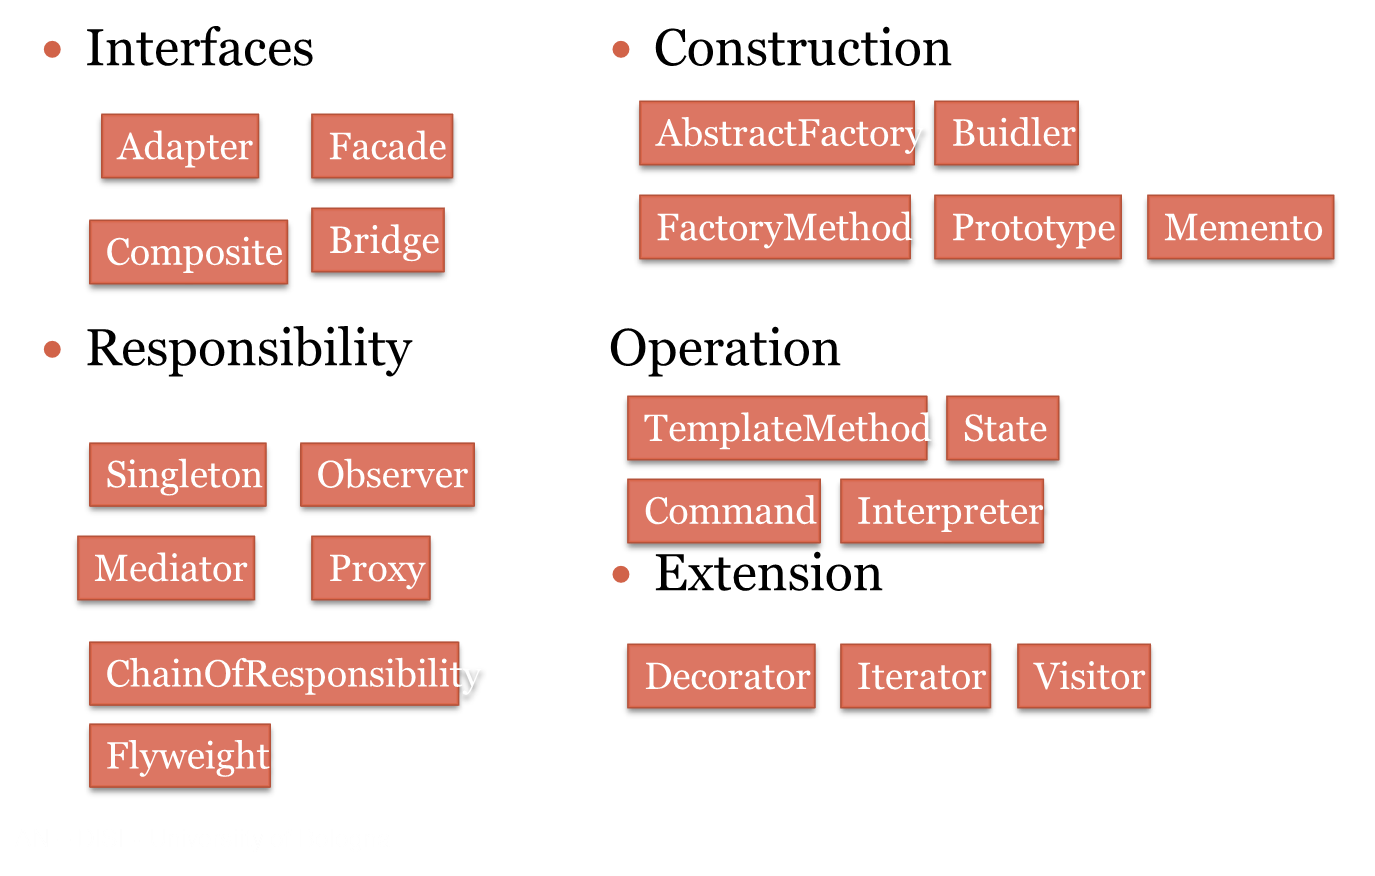 • Interfaces
Adapter
Facade
Composite
Bridge
• Responsibility
Singleton
Observer
Mediator
Proxy
ChainOfResponsibility
Flyweight
• Construction
AbstractFactory
Buidler
FactoryMethod
Prototype
Memento
Operation
TemplateMethod
State
Command
Interpreter
• Extension
Decorator
Iterator
Visitor